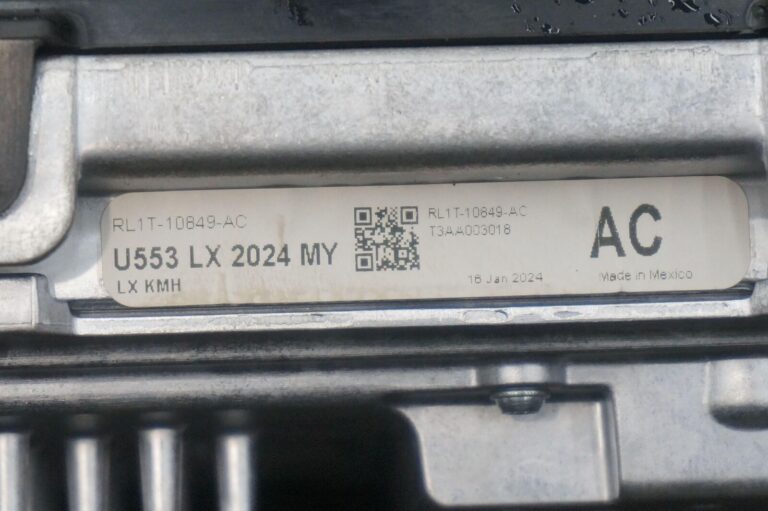 RL1T-10849-AC
U553 LX 2024 MY
LX KMH
RL1T-10849-AC
T3AA003018
16 Jan 2024
AC
Made in Mexico